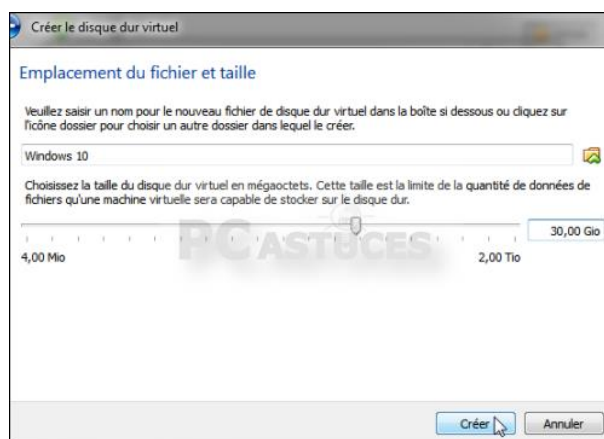 Créer le disque dur virtuel
Emplacement du fichier et taille
Veuillez saisir un nom pour le nouveau fichier de disque dur virtuel dans la boîte si dessous ou cliquez sur
l'icône dossier pour choisir un autre dossier dans lequel le créer.
Windows 10
Choisissez la taille du disque dur virtuel en mégaoctets. Cette taille est la limite de la quantité de données de
fichiers qu'une machine virtuelle sera capable de stocker sur le disque dur.
30,00 Gio
PC ASTUCES
4,00 Mio 2,00 Tio
Créer Annuler